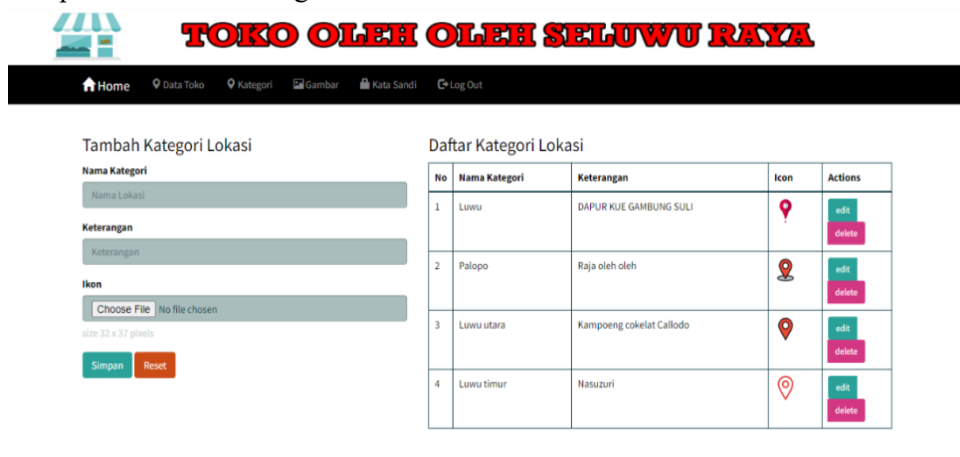 TOKO OLEH OLEH SELUWU RAYA
Home Data Toko Kategori Gambar Kata Sandi Log Out
Tambah Kategori Lokasi
Nama Kategori
Nama Lokasi
Keterangan
Keterangan
Ikon
Choose File No file chosen
size 32 x 37 pixels
Simpan Reset
Daftar Kategori Lokasi
No Nama Kategori Keterangan Icon Actions
1 Luwu DAPUR KUE GAMBUNG SULI edit
delete
2 Palopo Raja oleh oleh edit
delete
3 Luwu utara Kampoeng cokelat Callodo edit
delete
4 Luwu timur Nasuzuri edit
delete